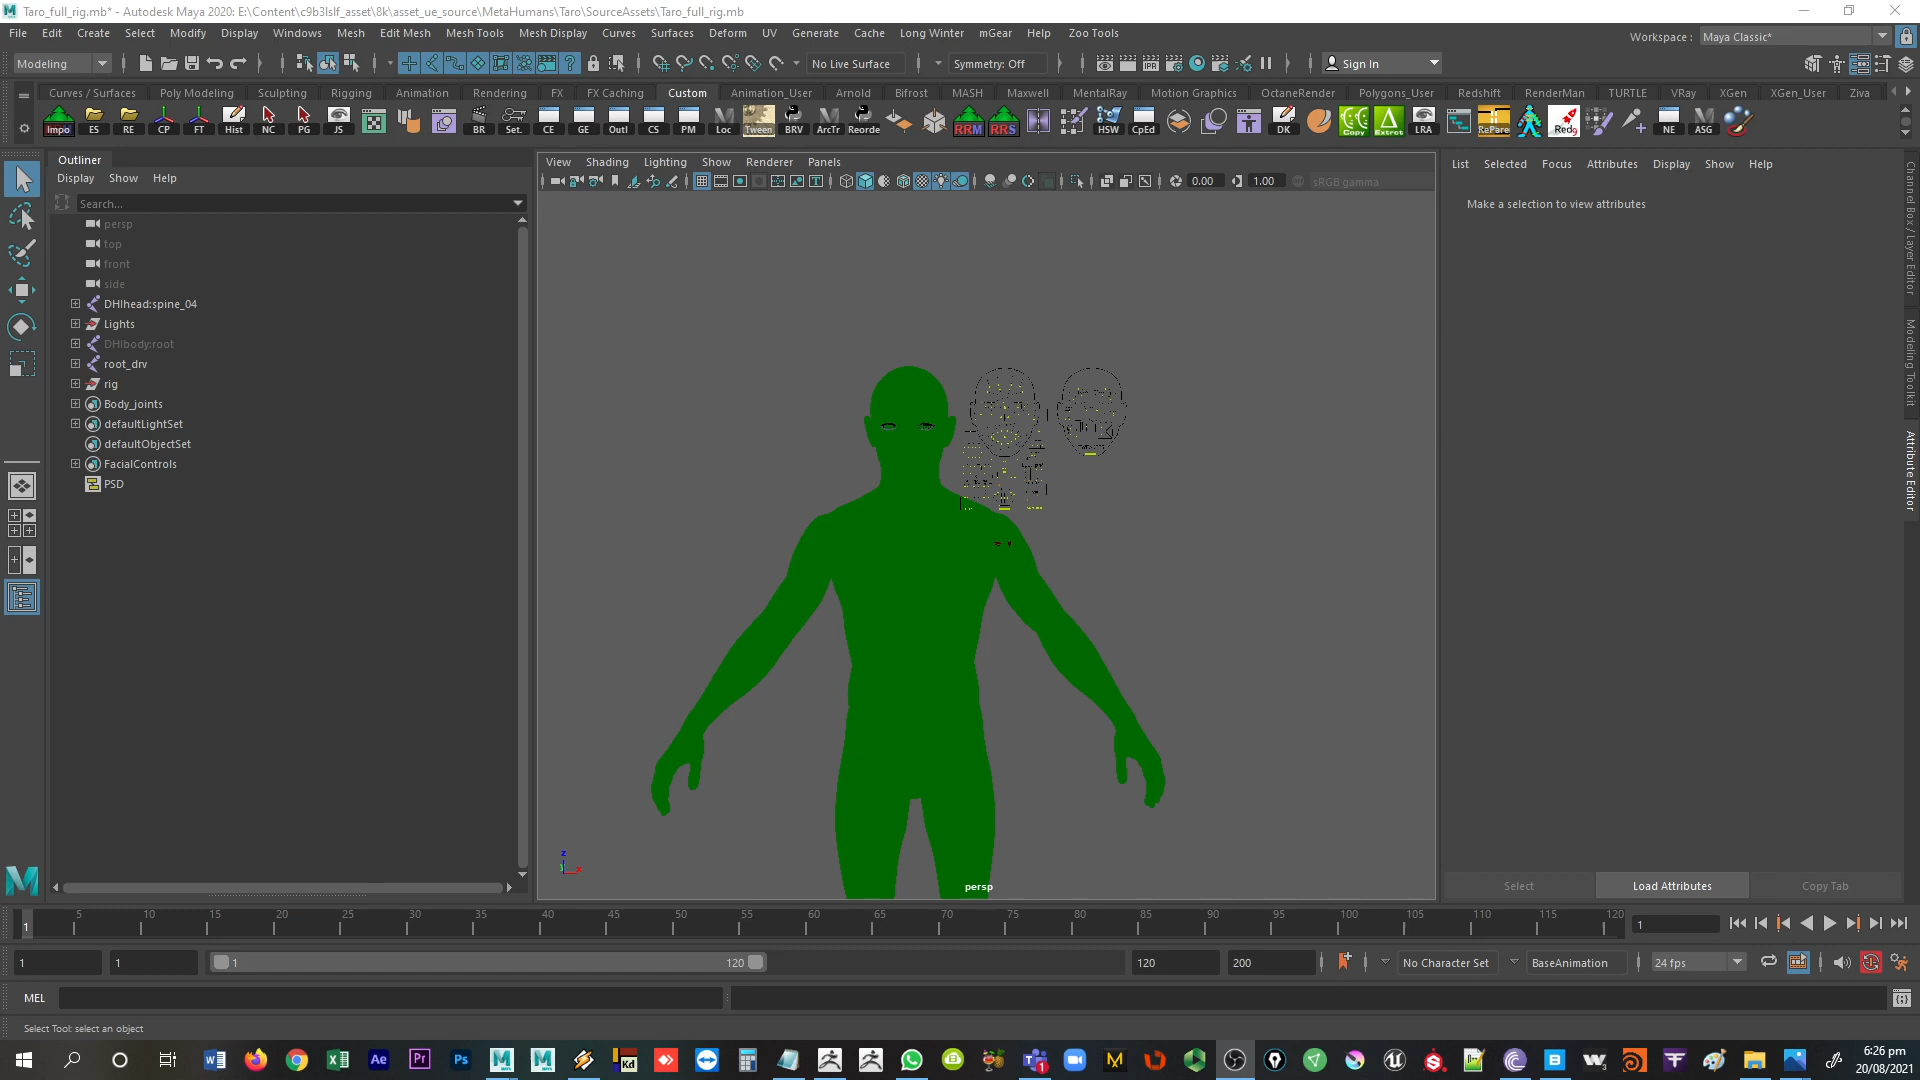 Taro_full_rig.mb* - Autodesk Maya 2020: E:\Content\c9b3lslf_asset\8k\asset_ue_source\MetaHumans\Taro\SourceAssets\Taro_full_rig.mb
File Edit Create Select Modify Display Windows Mesh Edit Mesh Mesh Tools Mesh Display Curves Surfaces Deform UV Generate Cache Long Winter mGear Help Zoo Tools
Workspace : Maya Classic*
Modeling No Live Surface Symmetry: Off Sign In
Curves / Surfaces Poly Modeling Sculpting Rigging Animation Rendering FX FX Caching Custom Animation_User Arnold Bifrost MASH Maxwell MentalRay Motion Graphics OctaneRender Polygons_User Redshift RenderMan TURTLE VRay XGen XGen_User Ziva
Impo ES RE CP FT Hist NC PG JS BR Set. CE GE Outl CS PM Loc Tween BRV ArcTr Reorde RRM RRS HSW CpEd DK Copy Extrct LRA RaPare Redg NE ASG
Outliner
Display Show Help
Search...
persp
top
front
side
DHIhead:spine_04
Lights
DHIbody:root
root_drv
rig
Body_joints
defaultLightSet
defaultObjectSet
FacialControls
PSD
View Shading Lighting Show Renderer Panels
0.00 1.00 sRGB gamma
z
x
persp
List Selected Focus Attributes Display Show Help
Make a selection to view attributes
Select Load Attributes Copy Tab
Channel Box / Layer Editor
Modeling Toolkit
Attribute Editor
1 5 10 15 20 25 30 35 40 45 50 55 60 65 70 75 80 85 90 95 100 105 110 115 120 1
1 1 1 120 120 200 No Character Set BaseAnimation 24 fps
MEL
Select Tool: select an object
6:26 pm
20/08/2021